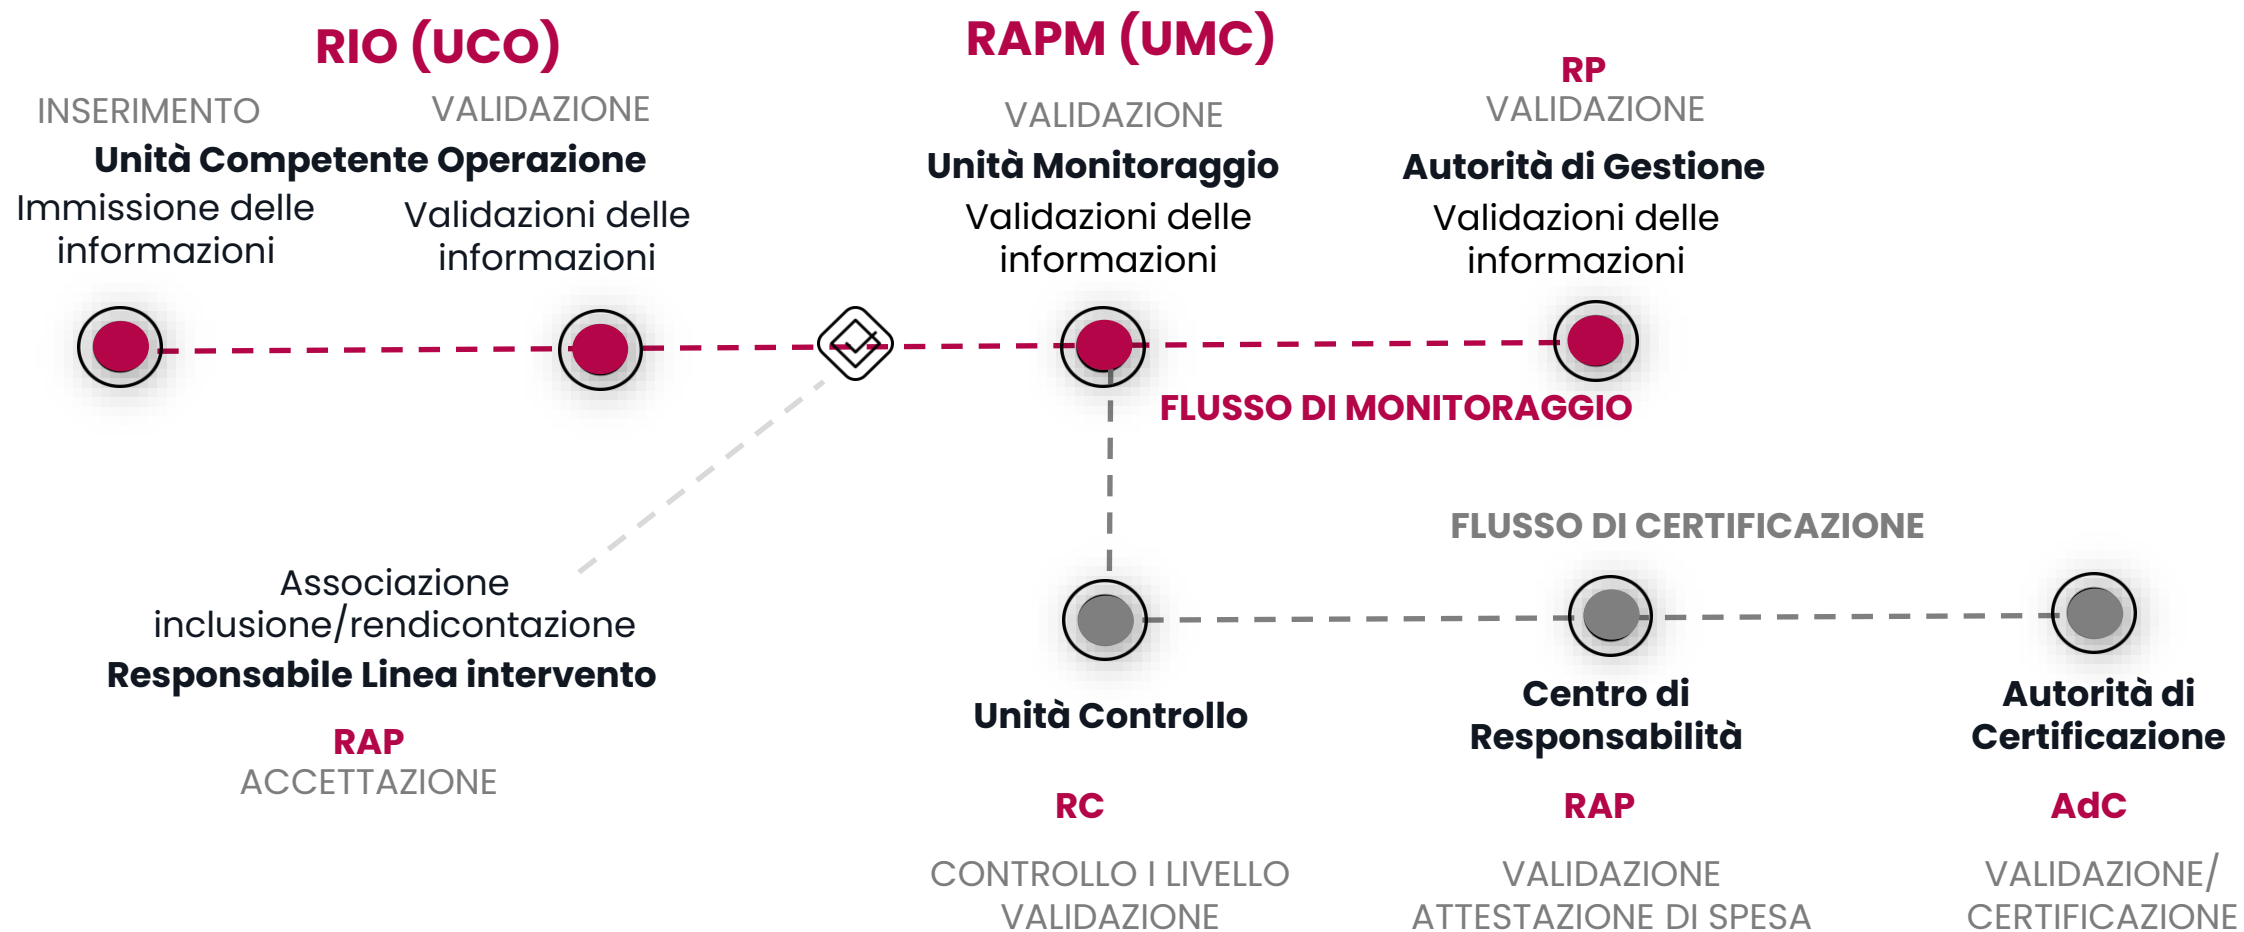 RIO (UCO)
INSERIMENTO
VALIDAZIONE
Unità Competente Operazione
Immissione delle
informazioni
Validazioni delle
informazioni
RAPM (UMC)
VALIDAZIONE
Unità Monitoraggio
Validazioni delle
informazioni
RP
VALIDAZIONE
Autorità di Gestione
Validazioni delle
informazioni
FLUSSO DI MONITORAGGIO
Associazione
inclusione/rendicontazione
Responsabile Linea intervento
RAP
ACCETTAZIONE
FLUSSO DI CERTIFICAZIONE
Unità Controllo
RC
CONTROLLO I LIVELLO
VALIDAZIONE
Centro di
Responsabilità
RAP
VALIDAZIONE
ATTESTAZIONE DI SPESA
Autorità di
Certificazione
AdC
VALIDAZIONE/
CERTIFICAZIONE